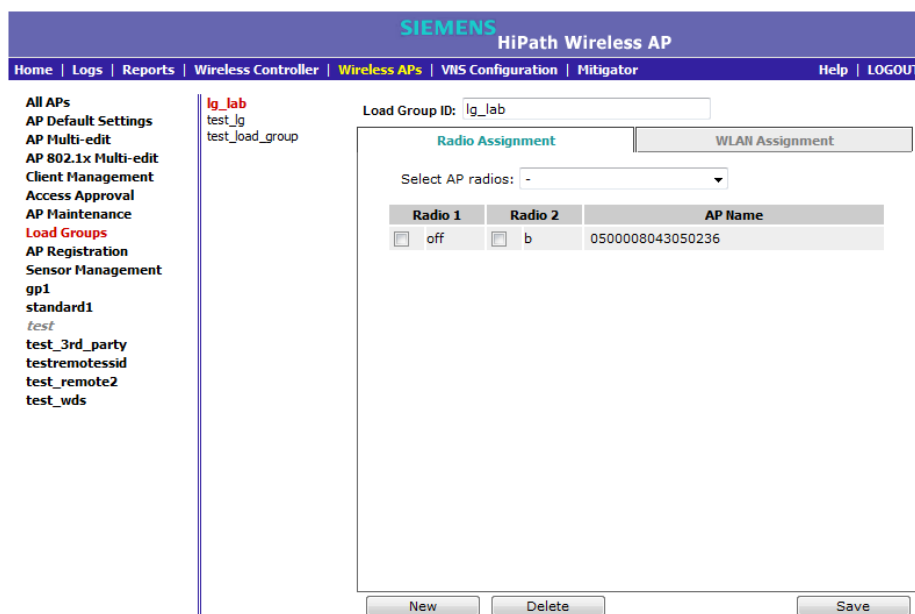 SIEMENS
HiPath Wireless AP
Home | Logs | Reports | Wireless Controller | Wireless APs | VNS Configuration | Mitigator Help | LOGOUT
All APs
AP Default Settings
AP Multi-edit
AP 802.1x Multi-edit
Client Management
Access Approval
AP Maintenance
Load Groups
AP Registration
Sensor Management
gp1
standard1
test
test_3rd_party
testremotessid
test_remote2
test_wds
lg_lab
test_lg
test_load_group
Load Group ID: lg_lab
Radio Assignment WLAN Assignment
Select AP radios: -
Radio 1 Radio 2 AP Name
off b 0500008043050236
New Delete Save